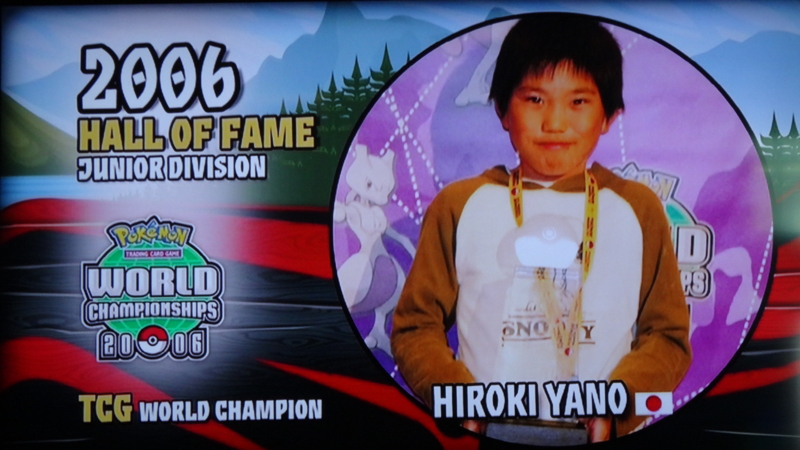 2006
HALL OF FAME
JUNIOR DIVISION
POKéMON
TRADING CARD GAME
WORLD
CHAMPIONSHIPS
2006
TCG WORLD CHAMPION
HIROKI YANO